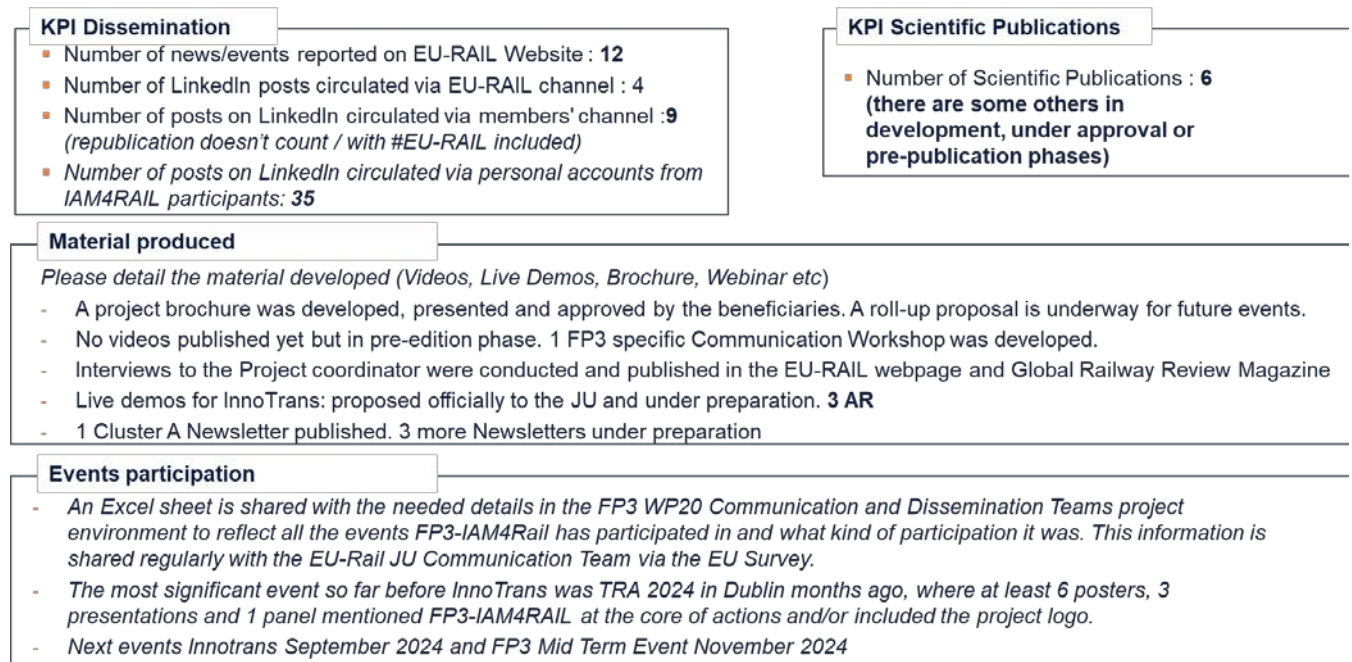 KPI Dissemination
▪ Number of news/events reported on EU-RAIL Website : 12
▪ Number of LinkedIn posts circulated via EU-RAIL channel : 4
▪ Number of posts on LinkedIn circulated via members' channel :9
(republication doesn't count / with #EU-RAIL included)
▪ Number of posts on LinkedIn circulated via personal accounts from
IAM4RAIL participants: 35
KPI Scientific Publications
▪ Number of Scientific Publications : 6
(there are some others in
development, under approval or
pre-publication phases)
Material produced
Please detail the material developed (Videos, Live Demos, Brochure, Webinar etc)
- A project brochure was developed, presented and approved by the beneficiaries. A roll-up proposal is underway for future events.
- No videos published yet but in pre-edition phase. 1 FP3 specific Communication Workshop was developed.
- Interviews to the Project coordinator were conducted and published in the EU-RAIL webpage and Global Railway Review Magazine
- Live demos for InnoTrans: proposed officially to the JU and under preparation. 3 AR
- 1 Cluster A Newsletter published. 3 more Newsletters under preparation
Events participation
- An Excel sheet is shared with the needed details in the FP3 WP20 Communication and Dissemination Teams project
environment to reflect all the events FP3-IAM4Rail has participated in and what kind of participation it was. This information is
shared regularly with the EU-Rail JU Communication Team via the EU Survey.
- The most significant event so far before InnoTrans was TRA 2024 in Dublin months ago, where at least 6 posters, 3
presentations and 1 panel mentioned FP3-IAM4RAIL at the core of actions and/or included the project logo.
- Next events Innotrans September 2024 and FP3 Mid Term Event November 2024